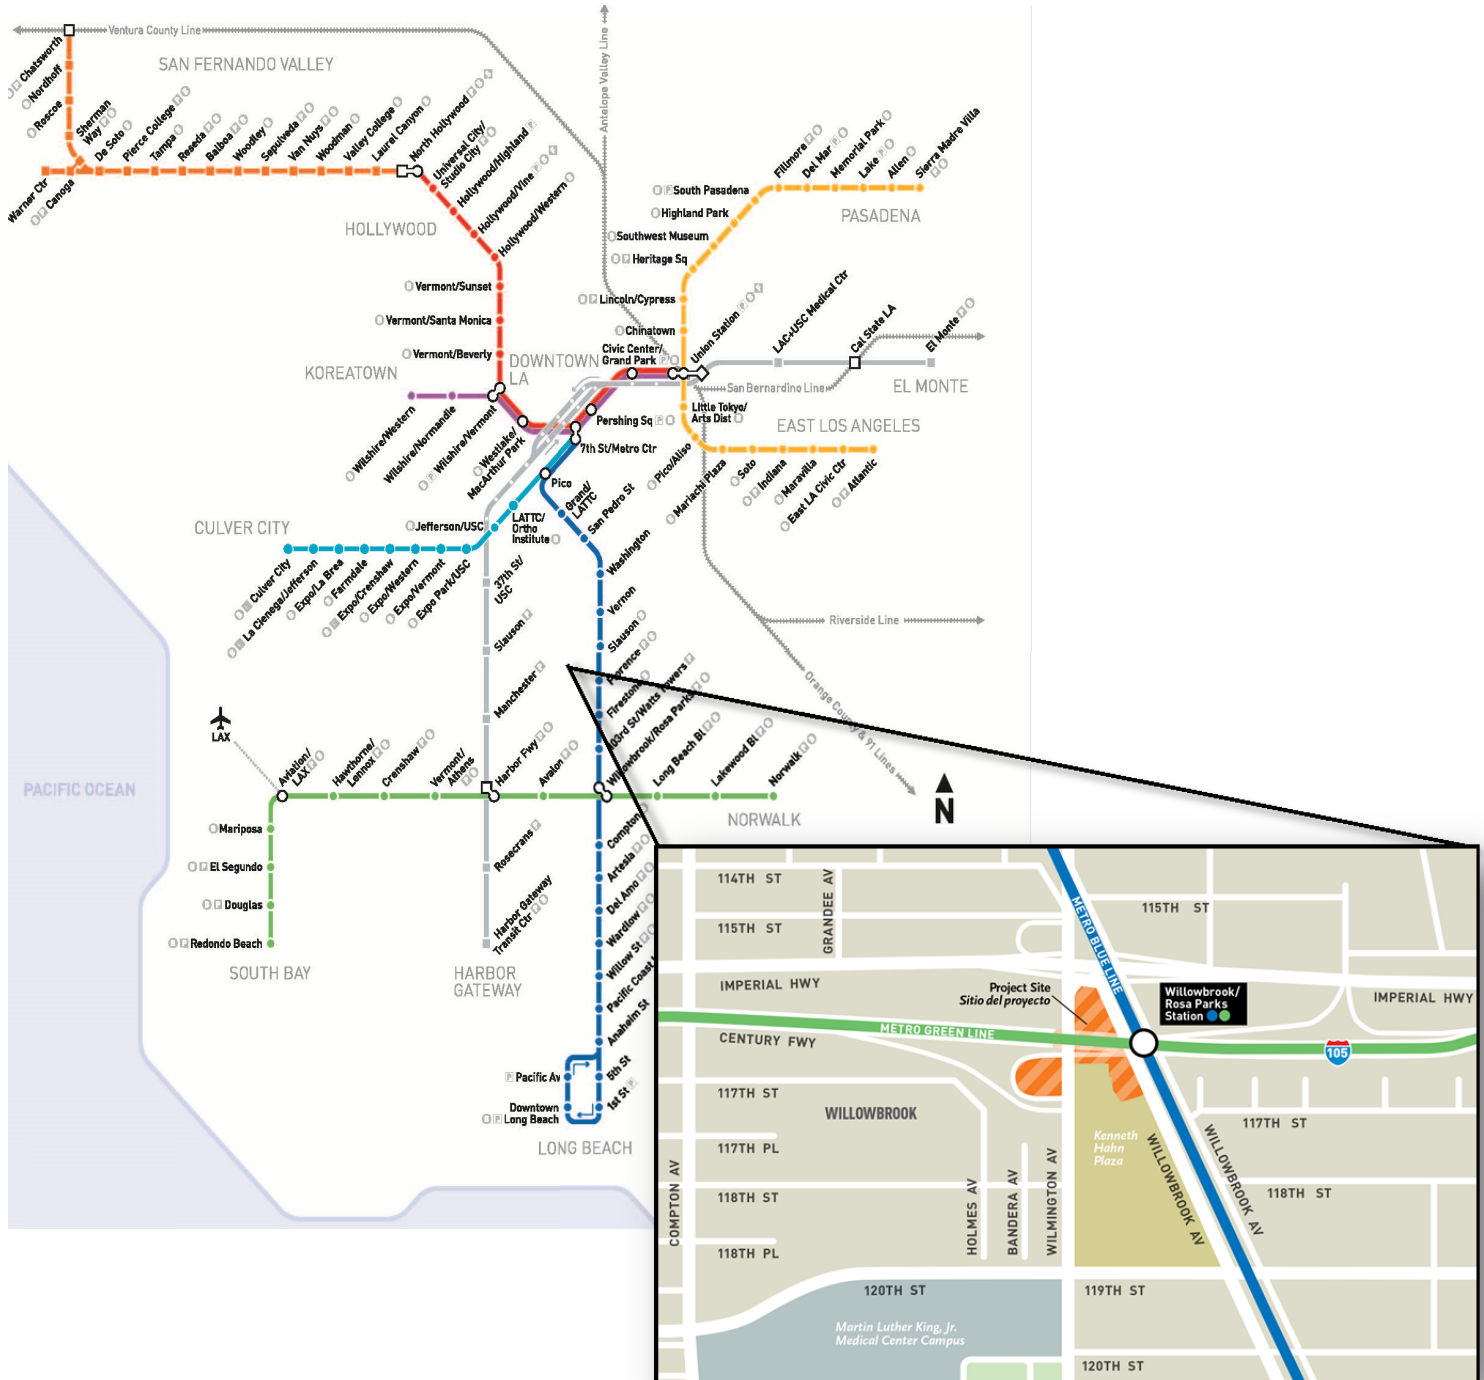 Ventura County Line
Antelope Valley Line
SAN FERNANDO VALLEY
Chatsworth
Nordhoff
Roscoe
Sherman
Way
De Soto
Pierce College
Tampa
Reseda
Balboa
Woodley
Sepulveda
Van Nuys
Woodman
Valley College
Laurel Canyon
North Hollywood
Universal City/
Studio City
Hollywood/Highland
Hollywood/Vine
Hollywood/Western
Warner Ctr
Canoga
HOLLYWOOD
Vermont/Sunset
Vermont/Santa Monica
Vermont/Beverly
KOREATOWN
DOWNTOWN
LA
Fillmore
Del Mar
Memorial Park
Lake
Allen
Sierra Madre Villa
South Pasadena
Highland Park
Southwest Museum
Heritage Sq
Lincoln/Cypress
Chinatown
PASADENA
Civic Center/
Grand Park
Union Station
LAC+USC Medical Ctr
Cal State LA
El Monte
San Bernardino Line
EL MONTE
Wilshire/Western
Wilshire/Normandie
Wilshire/Vermont
Westlake/
MacArthur Park
Pershing Sq
7th St/Metro Ctr
Little Tokyo/
Arts Dist
EAST LOS ANGELES
Pico/Aliso
Mariachi Plaza
Soto
Indiana
Maravilla
East LA Civic Ctr
Atlantic
Pico
Grand/
LATTC
San Pedro St
Washington
CULVER CITY
Jefferson/USC
LATTC/
Ortho
Institute
Culver City
La Cienega/Jefferson
Expo/La Brea
Farmdale
Expo/Crenshaw
Expo/Western
Expo/Vermont
Expo Park/USC
37th St/
USC
Slauson
Manchester
Vernon
Slauson
Florence
Firestone
103rd St/Watts Towers
Willowbrook/Rosa Parks
Riverside Line
Orange County & 91 Lines
LAX
Aviation/
LAX
Hawthorne/
Lennox
Crenshaw
Vermont/
Athens
Harbor Fwy
Avalon
Long Beach Bl
Lakewood Bl
Norwalk
NORWALK
N
PACIFIC OCEAN
Mariposa
El Segundo
Douglas
Redondo Beach
SOUTH BAY
Rosecrans
Harbor Gateway
Transit Ctr
HARBOR
GATEWAY
Compton
Artesia
Del Amo
Wardlow
Willow St
Pacific Coast
Anaheim St
5th St
1st St
Pacific Av
Downtown
Long Beach
LONG BEACH
114TH ST
GRANDEE AV
115TH ST
115TH ST
METRO BLUE LINE
IMPERIAL HWY
Project Site
Sitio del proyecto
Willowbrook/
Rosa Parks
Station
IMPERIAL HWY
METRO GREEN LINE
CENTURY FWY
105
117TH ST
WILLOWBROOK
117TH ST
Kenneth
Hahn
Plaza
117TH PL
WILLOWBROOK AV
WILLOWBROOK AV
COMPTON AV
118TH ST
HOLMES AV
BANDERA AV
WILMINGTON AV
118TH ST
118TH PL
120TH ST
119TH ST
Martin Luther King, Jr.
Medical Center Campus
120TH ST